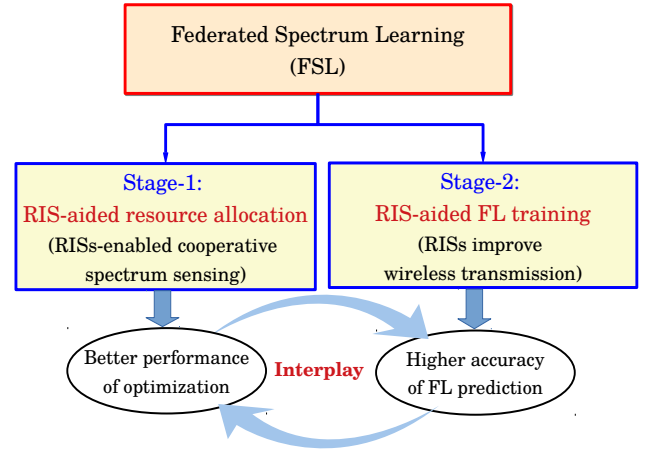 Federated Spectrum Learning
(FSL)
Stage-1:
RIS-aided resource allocation
(RISs-enabled cooperative
spectrum sensing)
Stage-2:
RIS-aided FL training
(RISs improve
wireless transmission)
Better performance
of optimization
Interplay
Higher accuracy
of FL prediction